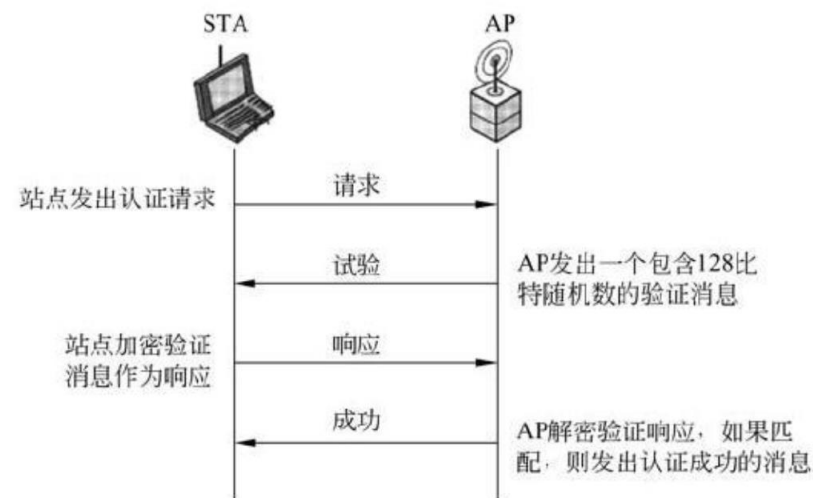 STA
AP
站点发出认证请求
请求
试验
AP发出一个包含128比
特随机数的验证消息
站点加密验证
消息作为响应
响应
成功
AP解密验证响应，如果匹
配，则发出认证成功的消息